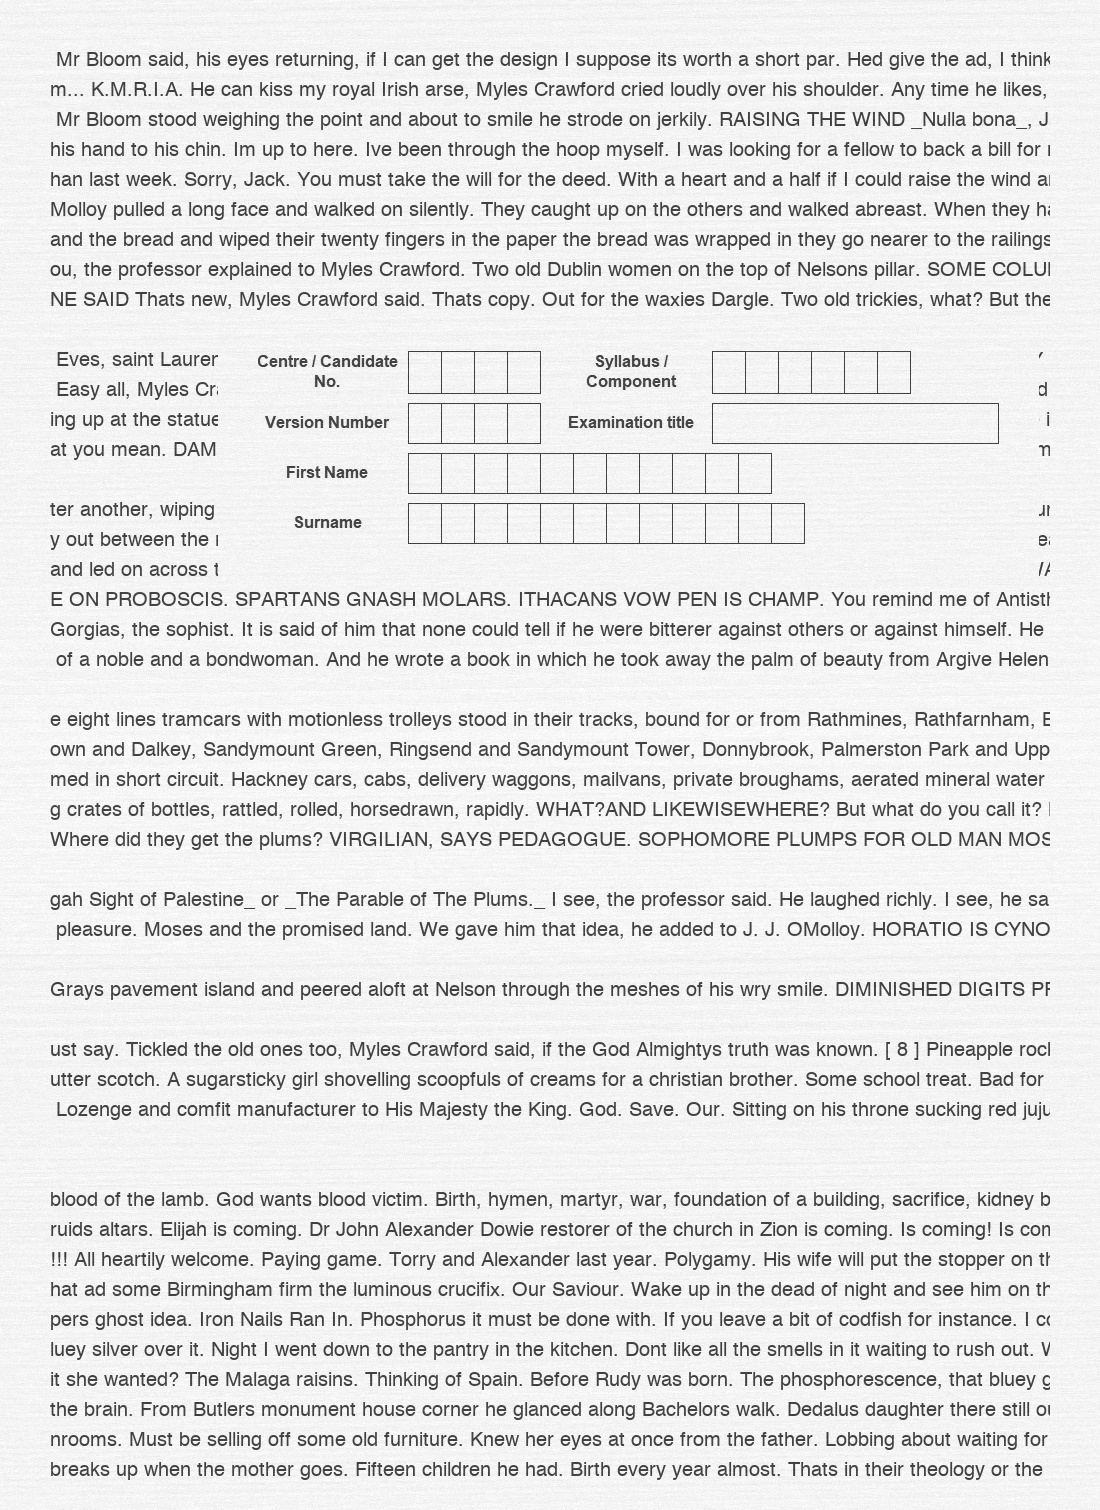 Mr Bloom said, his eyes returning, if I can get the design I suppose its worth a short par. Hed give the ad, I think
m... K.M.R.I.A. He can kiss my royal Irish arse, Myles Crawford cried loudly over his shoulder. Any time he likes,
Mr Bloom stood weighing the point and about to smile he strode on jerkily. RAISING THE WIND _Nulla bona_, J
his hand to his chin. Im up to here. Ive been through the hoop myself. I was looking for a fellow to back a bill for
han last week. Sorry, Jack. You must take the will for the deed. With a heart and a half if I could raise the wind
Molloy pulled a long face and walked on silently. They caught up on the others and walked abreast. When they
and the bread and wiped their twenty fingers in the paper the bread was wrapped in they go nearer to the railings
ou, the professor explained to Myles Crawford. Two old Dublin women on the top of Nelsons pillar. SOME
NE SAID Thats new, Myles Crawford said. Thats copy. Out for the waxies Dargle. Two old trickies, what? But the
Eves, saint
Centre / Candidate No.
Syllabus / Component
Easy all, Myles
ing up at the statue
Version Number
Examination title
at you mean. DAM
First Name
ter another, wiping
Surname
y out between the
and led on across
E ON PROBOSCIS. SPARTANS GNASH MOLARS. ITHACANS VOW PEN IS CHAMP. You remind me of
Gorgias, the sophist. It is said of him that none could tell if he were bitterer against others or against himself. He
of a noble and a bondwoman. And he wrote a book in which he took away the palm of beauty from Argive Helen
e eight lines tramcars with motionless trolleys stood in their tracks, bound for or from Rathmines, Rathfarnham,
own and Dalkey, Sandymount Green, Ringsend and Sandymount Tower, Donnybrook, Palmerston Park and Upp
med in short circuit. Hackney cars, cabs, delivery waggons, mailvans, private broughams, aerated mineral water
g crates of bottles, rattled, rolled, horsedrawn, rapidly. WHAT?AND LIKEWISEWHERE? But what do you call it?
Where did they get the plums? VIRGILIAN, SAYS PEDAGOGUE. SOPHOMORE PLUMPS FOR OLD MAN MOS
gah Sight of Palestine_ or _The Parable of The Plums._ I see, the professor said. He laughed richly. I see, he sa
pleasure. Moses and the promised land. We gave him that idea, he added to J. J. OMolloy. HORATIO IS CYNO
Grays pavement island and peered aloft at Nelson through the meshes of his wry smile. DIMINISHED DIGITS
ust say. Tickled the old ones too, Myles Crawford said, if the God Almightys truth was known. [ 8 ] Pineapple
utter scotch. A sugarsticky girl shovelling scoopfuls of creams for a christian brother. Some school treat. Bad for
Lozenge and comfit manufacturer to His Majesty the King. God. Save. Our. Sitting on his throne sucking red juju
blood of the lamb. God wants blood victim. Birth, hymen, martyr, war, foundation of a building, sacrifice, kidney b
ruids altars. Elijah is coming. Dr John Alexander Dowie restorer of the church in Zion is coming. Is coming! Is
!!! All heartily welcome. Paying game. Torry and Alexander last year. Polygamy. His wife will put the stopper on
hat ad some Birmingham firm the luminous crucifix. Our Saviour. Wake up in the dead of night and see him on
pers ghost idea. Iron Nails Ran In. Phosphorus it must be done with. If you leave a bit of codfish for instance. I
luey silver over it. Night I went down to the pantry in the kitchen. Dont like all the smells in it waiting to rush out.
it she wanted? The Malaga raisins. Thinking of Spain. Before Rudy was born. The phosphorescence, that bluey g
the brain. From Butlers monument house corner he glanced along Bachelors walk. Dedalus daughter there still
nrooms. Must be selling off some old furniture. Knew her eyes at once from the father. Lobbing about waiting for
breaks up when the mother goes. Fifteen children he had. Birth every year almost. Thats in their theology or the